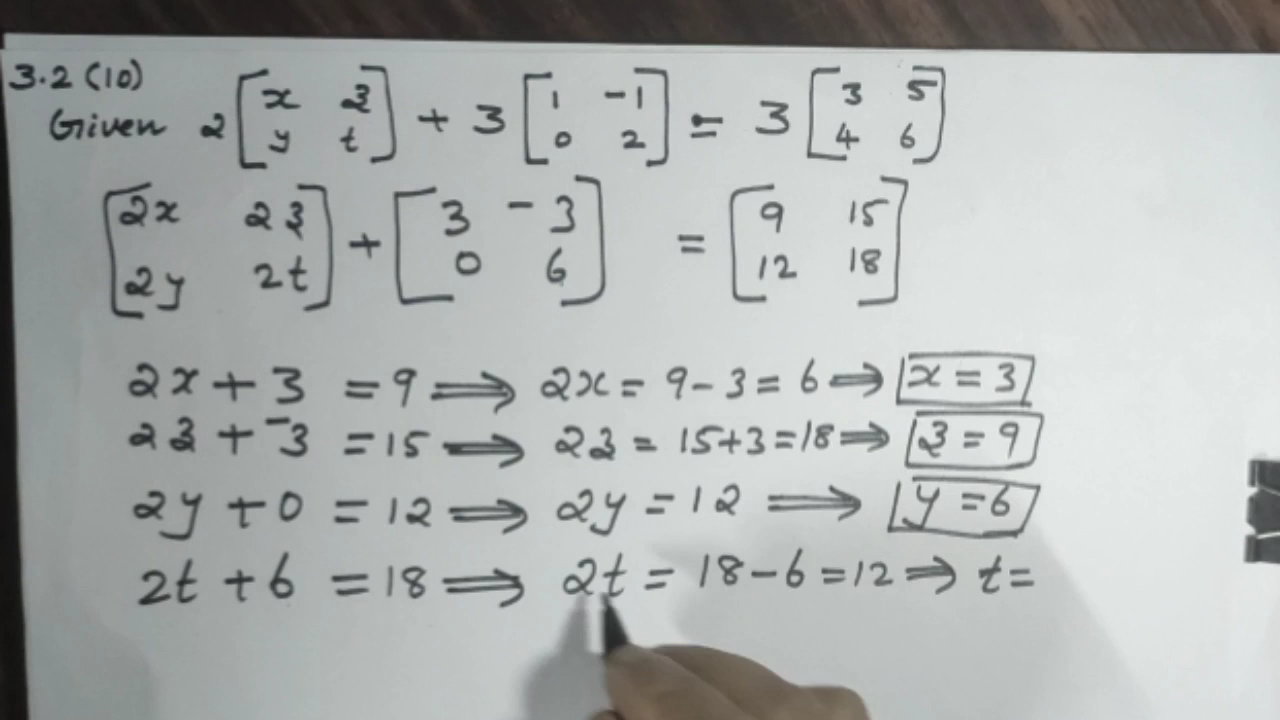 3.2 (10)
Given 2 [x z; y t] + 3 [1 -1; 0 2] = 3 [3 5; 4 6]
[2x 2z; 2y 2t] + [3 -3; 0 6] = [9 15; 12 18]
2x + 3 = 9 ⟹ 2x = 9 - 3 = 6 ⟹ x = 3
2z + -3 = 15 ⟹ 2z = 15+3 = 18 ⟹ z = 9
2y + 0 = 12 ⟹ 2y = 12 ⟹ y = 6
2t + 6 = 18 ⟹ 2t = 18 - 6 = 12 ⟹ t =